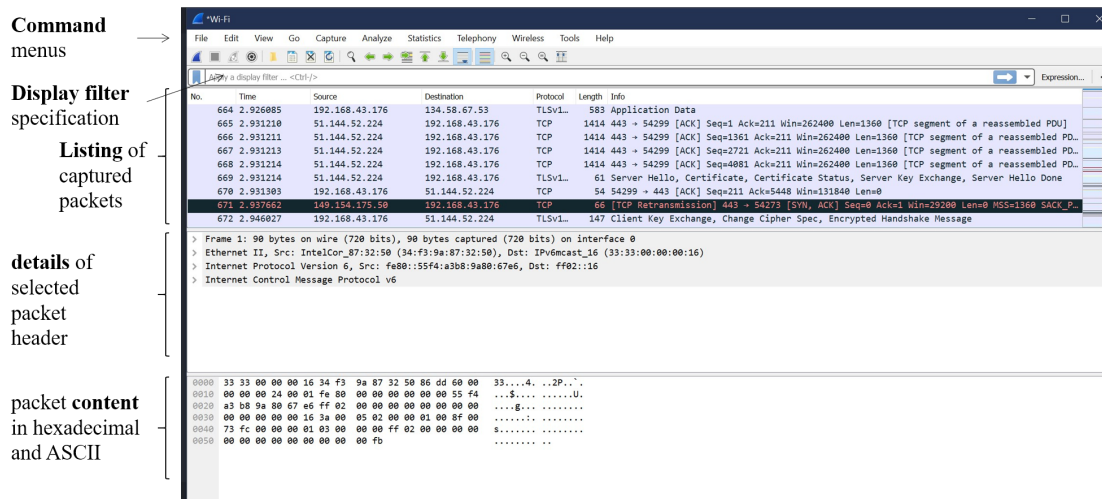 Command
menus
Display filter
specification
Listing of
captured
packets
details of
selected
packet
header
packet content
in hexadecimal
and ASCII
*Wi-Fi
File Edit View Go Capture Analyze Statistics Telephony Wireless Tools Help
Apply a display filter ... <Ctrl-/> Expression...
No. Time Source Destination Protocol Length Info
664 2.926085 192.168.43.176 134.58.67.53 TLSv1… 583 Application Data
665 2.931210 51.144.52.224 192.168.43.176 TCP 1414 443 → 54299 [ACK] Seq=1 Ack=211 Win=262400 Len=1360 [TCP segment of a reassembled PDU]
666 2.931211 51.144.52.224 192.168.43.176 TCP 1414 443 → 54299 [ACK] Seq=1361 Ack=211 Win=262400 Len=1360 [TCP segment of a reassembled PD…
667 2.931213 51.144.52.224 192.168.43.176 TCP 1414 443 → 54299 [ACK] Seq=2721 Ack=211 Win=262400 Len=1360 [TCP segment of a reassembled PD…
668 2.931214 51.144.52.224 192.168.43.176 TCP 1414 443 → 54299 [ACK] Seq=4081 Ack=211 Win=262400 Len=1360 [TCP segment of a reassembled PD…
669 2.931214 51.144.52.224 192.168.43.176 TLSv1… 61 Server Hello, Certificate, Certificate Status, Server Key Exchange, Server Hello Done
670 2.931303 192.168.43.176 51.144.52.224 TCP 54 54299 → 443 [ACK] Seq=211 Ack=5448 Win=131840 Len=0
671 2.937662 149.154.175.50 192.168.43.176 TCP 66 [TCP Retransmission] 443 → 54273 [SYN, ACK] Seq=0 Ack=1 Win=29200 Len=0 MSS=1360 SACK_P…
672 2.946027 192.168.43.176 51.144.52.224 TLSv1… 147 Client Key Exchange, Change Cipher Spec, Encrypted Handshake Message
> Frame 1: 90 bytes on wire (720 bits), 90 bytes captured (720 bits) on interface 0
> Ethernet II, Src: IntelCor_87:32:50 (34:f3:9a:87:32:50), Dst: IPv6mcast_16 (33:33:00:00:00:16)
> Internet Protocol Version 6, Src: fe80::55f4:a3b8:9a80:67e6, Dst: ff02::16
> Internet Control Message Protocol v6
0000 33 33 00 00 00 16 34 f3 9a 87 32 50 86 dd 60 00 33....4. ..2P..`.
0010 00 00 00 24 00 01 fe 80 00 00 00 00 00 00 55 f4 ...$.... ......U.
0020 a3 b8 9a 80 67 e6 ff 02 00 00 00 00 00 00 00 00 ....g... ........
0030 00 00 00 00 00 16 3a 00 05 02 00 00 01 00 8f 00 ......:. ........
0040 73 fc 00 00 00 01 03 00 00 00 ff 02 00 00 00 00 s....... ........
0050 00 00 00 00 00 00 00 00 00 fb ........ ..